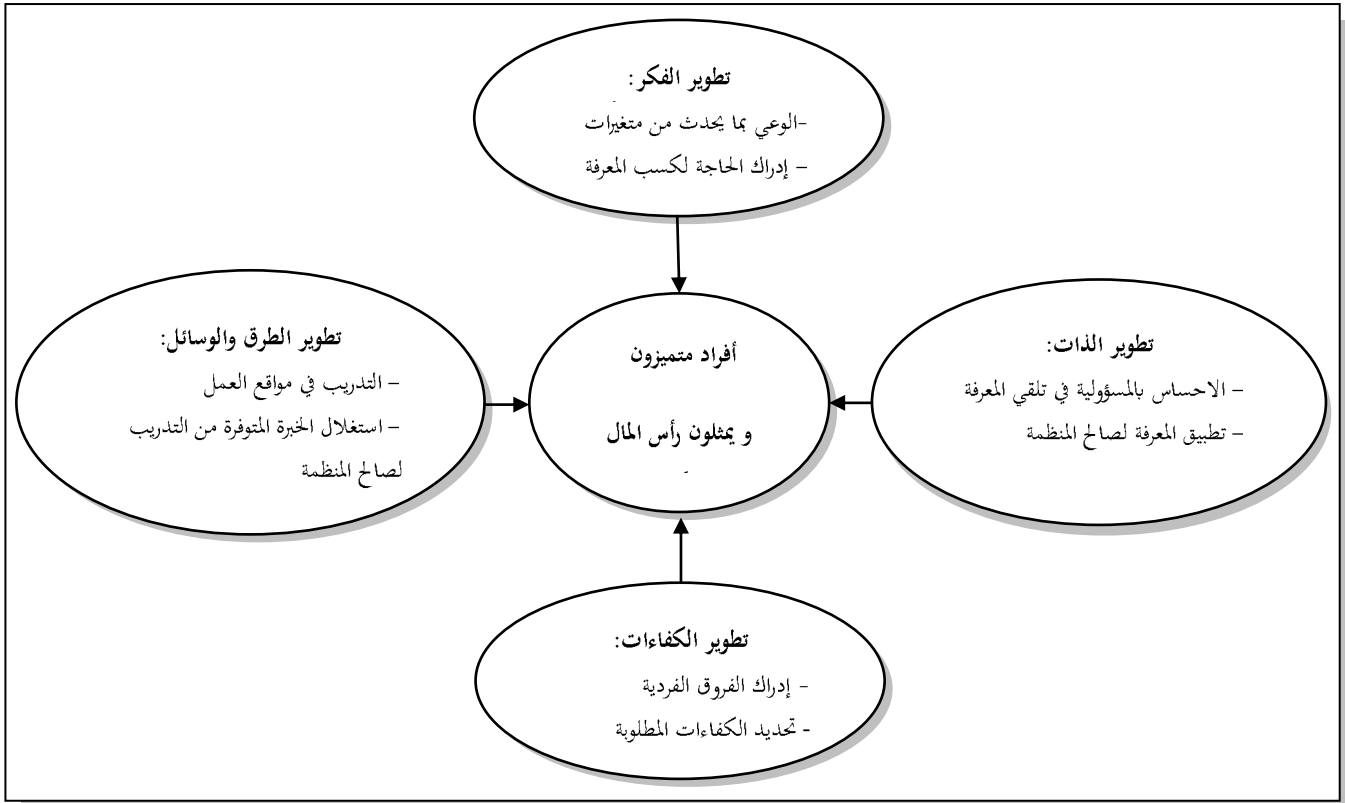 تطوير الفكر:
-الوعي بما يحدث من متغيرات
– إدراك الحاجة لكسب المعرفة
تطوير الطرق والوسائل:
– التدريب في مواقع العمل
– استغلال الخبرة المتوفرة من التدريب
لصالح المنظمة
أفراد متميزون
و يمثلون رأس المال
تطوير الذات:
– الاحساس بالمسؤولية في تلقي المعرفة
– تطبيق المعرفة لصالح المنظمة
تطوير الكفاءات:
- إدراك الفروق الفردية
- تحديد الكفاءات المطلوبة